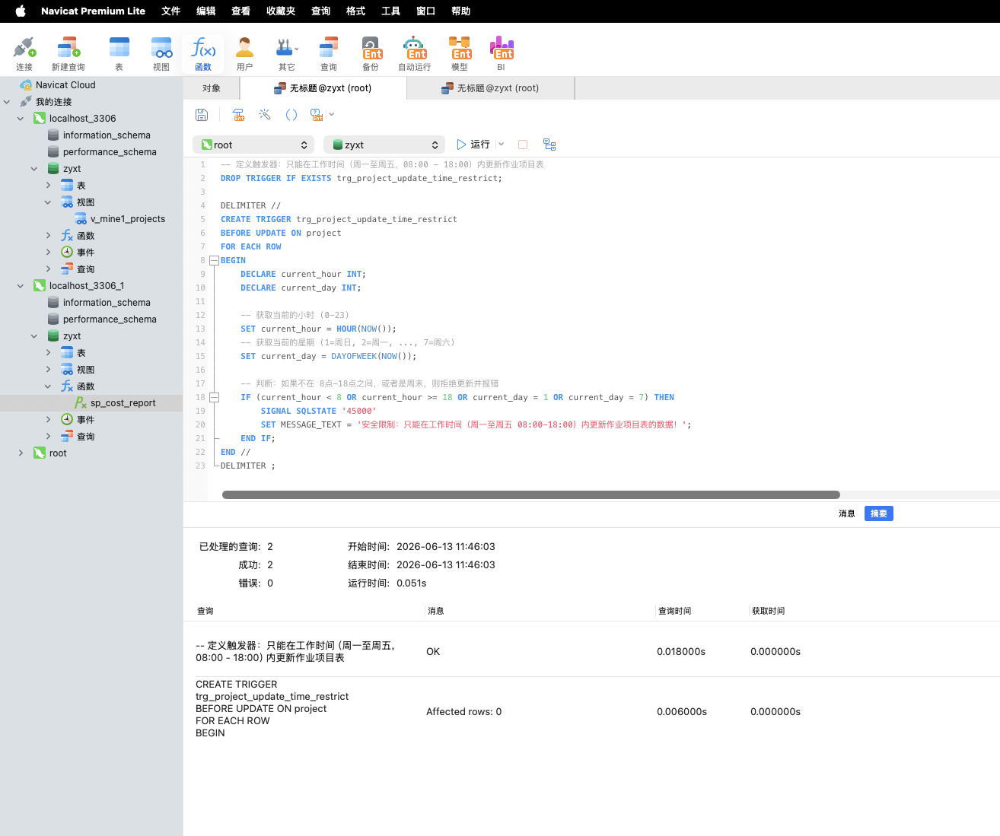 Navicat Premium Lite 文件 编辑 查看 收藏夹 查询 格式 工具 窗口 帮助
Ent Ent Ent Ent
连接 新建查询 表 视图 函数 用户 其它 查询 备份 自动运行 模型 BI
Navicat Cloud
我的连接
localhost_3306
information_schema
performance_schema
zyxt
表
视图
v_mine1_projects
函数
事件
查询
localhost_3306_1
information_schema
performance_schema
zyxt
表
视图
函数
sp_cost_report
事件
查询
root
对象 无标题@zyxt (root) 无标题@zyxt (root)
Ent Ent
root zyxt 运行
1 -- 定义触发器：只能在工作时间（周一至周五，08:00 - 18:00）内更新作业项目表
2 DROP TRIGGER IF EXISTS trg_project_update_time_restrict;
3
4 DELIMITER //
5 CREATE TRIGGER trg_project_update_time_restrict
6 BEFORE UPDATE ON project
7 FOR EACH ROW
8 BEGIN
9 DECLARE current_hour INT;
10 DECLARE current_day INT;
11
12 -- 获取当前的小时 (0-23)
13 SET current_hour = HOUR(NOW());
14 -- 获取当前的星期 (1=周日, 2=周一, ..., 7=周六)
15 SET current_day = DAYOFWEEK(NOW());
16
17 -- 判断：如果不在 8点-18点之间，或者是周末，则拒绝更新并报错
18 IF (current_hour < 8 OR current_hour >= 18 OR current_day = 1 OR current_day = 7) THEN
19 SIGNAL SQLSTATE '45000'
20 SET MESSAGE_TEXT = '安全限制：只能在工作时间（周一至周五 08:00-18:00）内更新作业项目表的数据！';
21 END IF;
22 END //
23 DELIMITER ;
消息 摘要
已处理的查询: 2 开始时间: 2026-06-13 11:46:03
成功: 2 结束时间: 2026-06-13 11:46:03
错误: 0 运行时间: 0.051s
查询 消息 查询时间 获取时间
-- 定义触发器：只能在工作时间（周一至周五，
08:00 - 18:00）内更新作业项目表
OK 0.018000s 0.000000s
CREATE TRIGGER
trg_project_update_time_restrict
BEFORE UPDATE ON project
FOR EACH ROW
BEGIN
Affected rows: 0 0.006000s 0.000000s